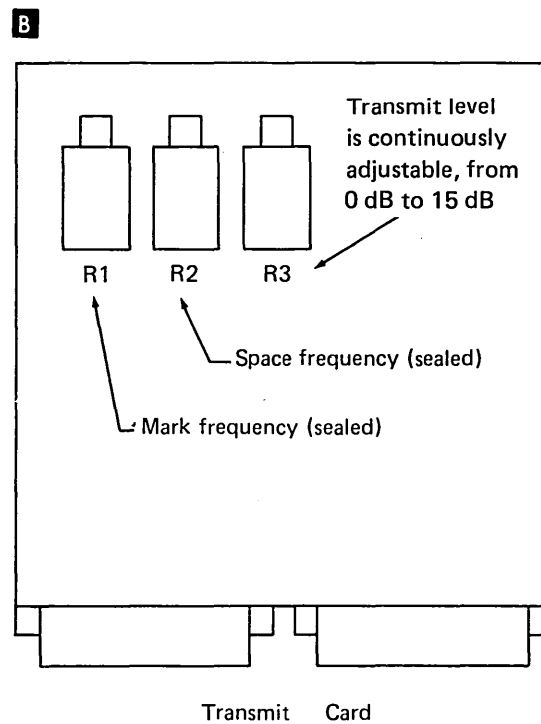 B
Transmit level
is continuously
adjustable, from
0 dB to 15 dB
R1 R2 R3
Space frequency (sealed)
Mark frequency (sealed)
Transmit Card